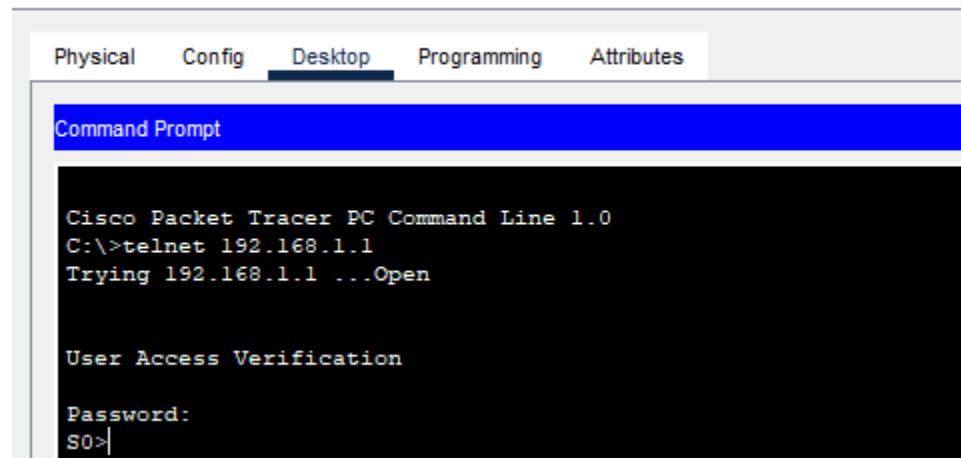 Physical Config Desktop Programming Attributes
Command Prompt
Cisco Packet Tracer PC Command Line 1.0
C:\>telnet 192.168.1.1
Trying 192.168.1.1 ...Open
User Access Verification
Password:
S0>